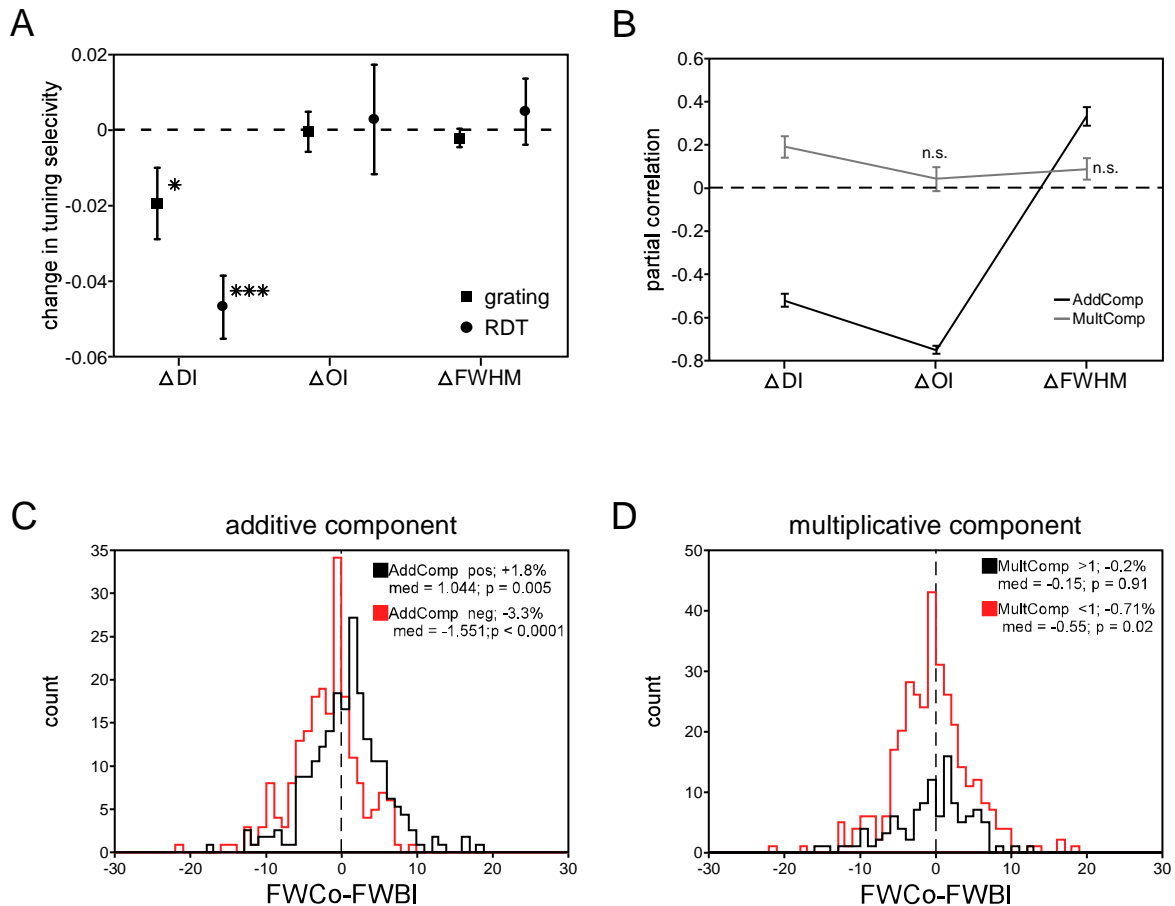 A
change in tuning selecivity
0.02
0
-0.02
-0.04
-0.06
*
***
grating
RDT
ΔDI
ΔOI
ΔFWHM
B
partial correlation
0.6
0.4
0.2
0
-0.2
-0.4
-0.6
-0.8
n.s.
n.s.
AddComp
MultComp
ΔDI
ΔOI
ΔFWHM
C
additive component
count
35
30
25
20
15
10
5
0
AddComp pos; +1.8%
med = 1.044; p = 0.005
AddComp neg; -3.3%
med = -1.551;p < 0.0001
-30
-20
-10
0
10
20
30
FWCo-FWBl
D
multiplicative component
count
50
40
30
20
10
0
MultComp >1; -0.2%
med = -0.15; p = 0.91
MultComp <1; -0.71%
med = -0.55; p = 0.02
-30
-20
-10
0
10
20
30
FWCo-FWBl